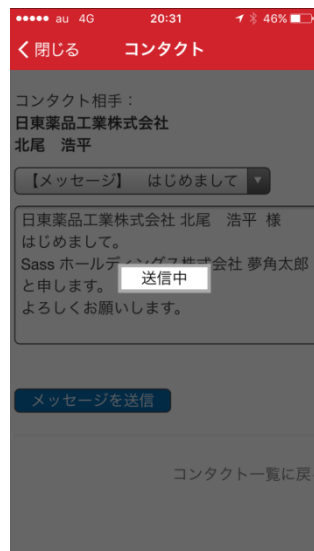 au 4G 20:31 46%
閉じる コンタクト
コンタクト相手：
日東薬品工業株式会社
北尾 浩平
【メッセージ】 はじめまして
日東薬品工業株式会社 北尾 浩平 様
はじめまして。
Sass ホールディングス株式会社 夢角太郎
と申します。
送信中
よろしくお願いします。
メッセージを送信
コンタクト一覧に戻